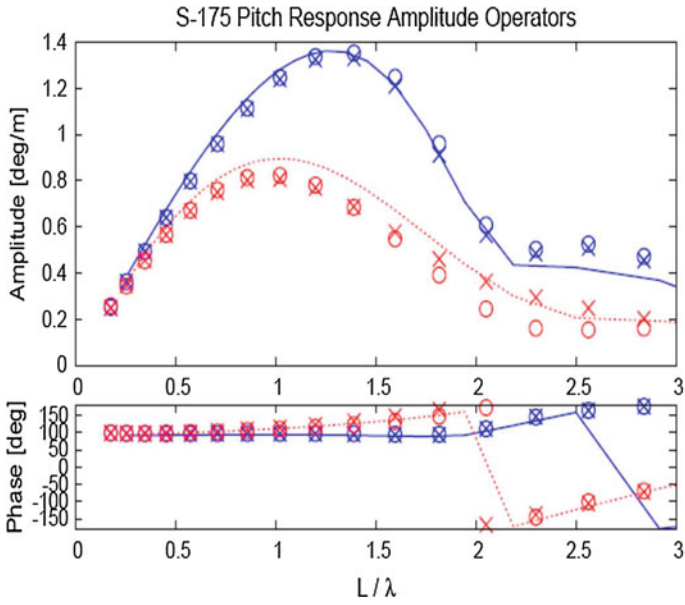 S-175 Pitch Response Amplitude Operators
Amplitude [deg/m]
1.4
1.2
1
0.8
0.6
0.4
0.2
0
0 0.5 1 1.5 2 2.5 3
Phase [deg]
150
100
50
0
-50
-100
-150
0 0.5 1 1.5 2 2.5 3
L / λ